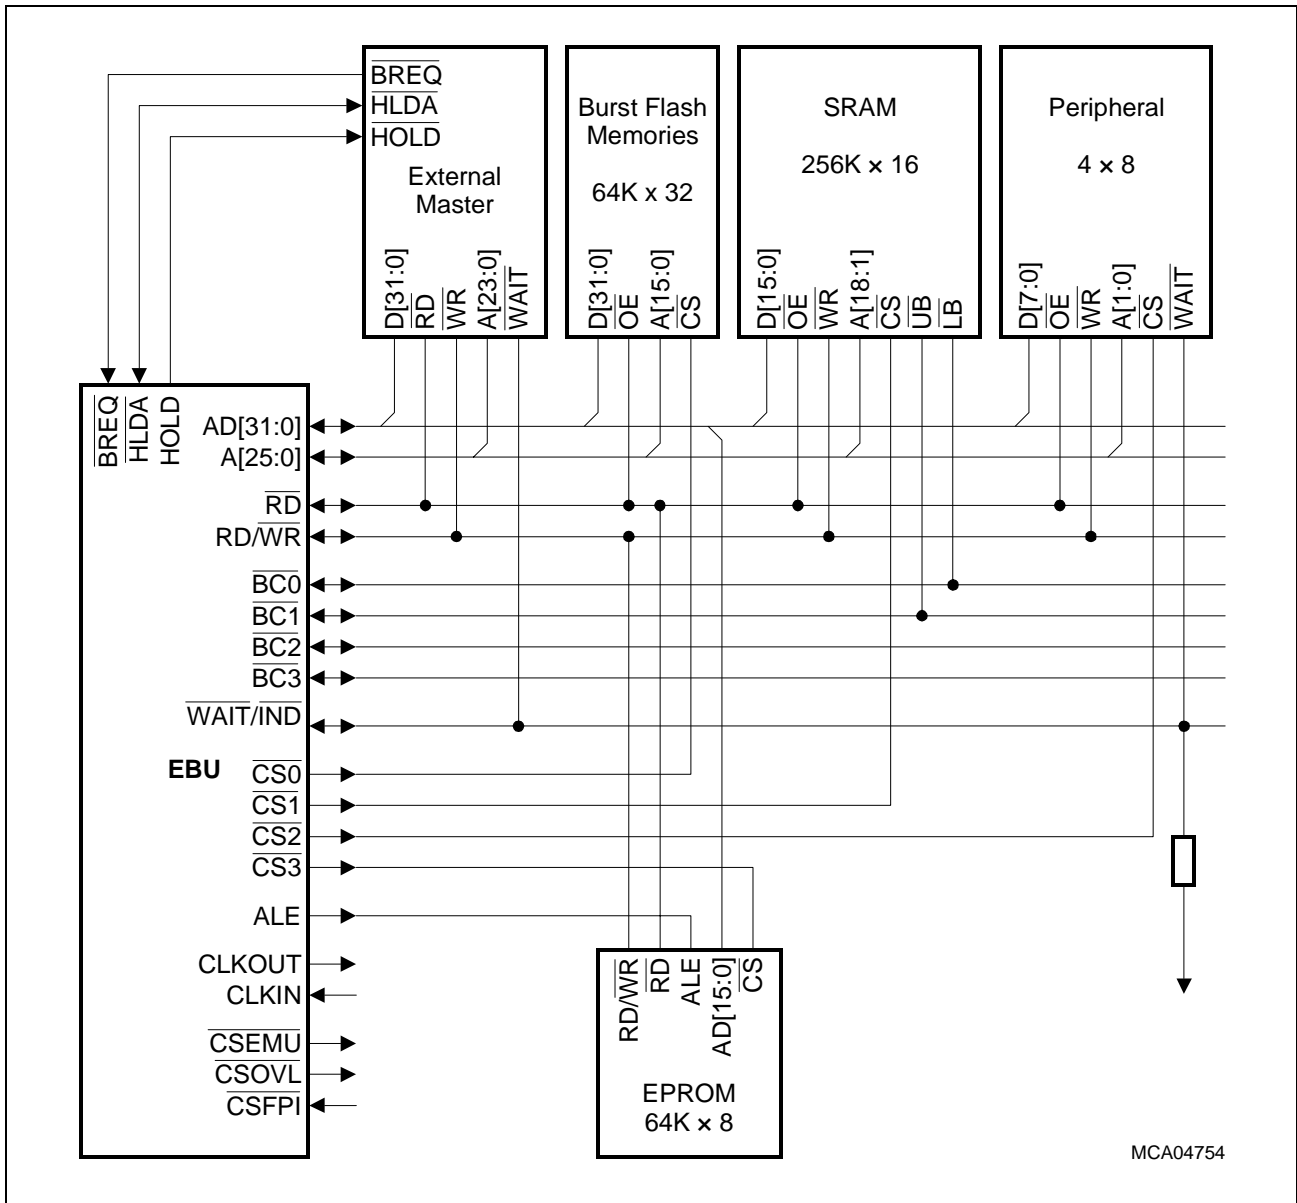 BREQ
HLDA
HOLD
External
Master
D[31:0]
RD
WR
A[23:0]
WAIT
Burst Flash
Memories
64K x 32
D[31:0]
OE
A[15:0]
CS
SRAM
256K × 16
D[15:0]
OE
WR
A[18:1]
CS
UB
LB
Peripheral
4 × 8
D[7:0]
OE
WR
A[1:0]
CS
WAIT
BREQ
HLDA
HOLD
AD[31:0]
A[25:0]
RD
RD/WR
BC0
BC1
BC2
BC3
WAIT/IND
EBU
CS0
CS1
CS2
CS3
ALE
CLKOUT
CLKIN
CSEMU
CSOVL
CSFPI
RD/WR
RD
ALE
AD[15:0]
CS
EPROM
64K × 8
MCA04754